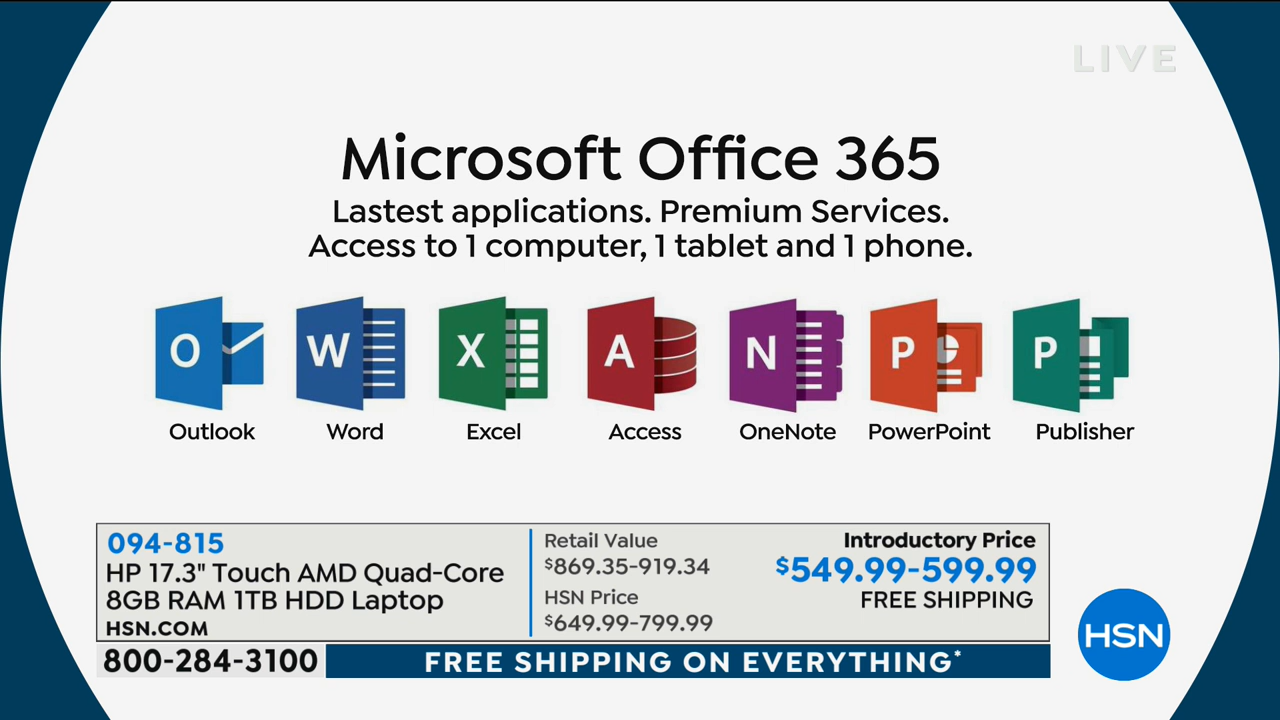 LIVE
Microsoft Office 365
Lastest applications. Premium Services.
Access to 1 computer, 1 tablet and 1 phone.
O W X A N P P
Outlook Word Excel Access OneNote PowerPoint Publisher
094-815
HP 17.3" Touch AMD Quad-Core
8GB RAM 1TB HDD Laptop
HSN.COM
Retail Value
$869.35-919.34
HSN Price
$649.99-799.99
Introductory Price
$549.99-599.99
FREE SHIPPING
HSN
800-284-3100
FREE SHIPPING ON EVERYTHING*